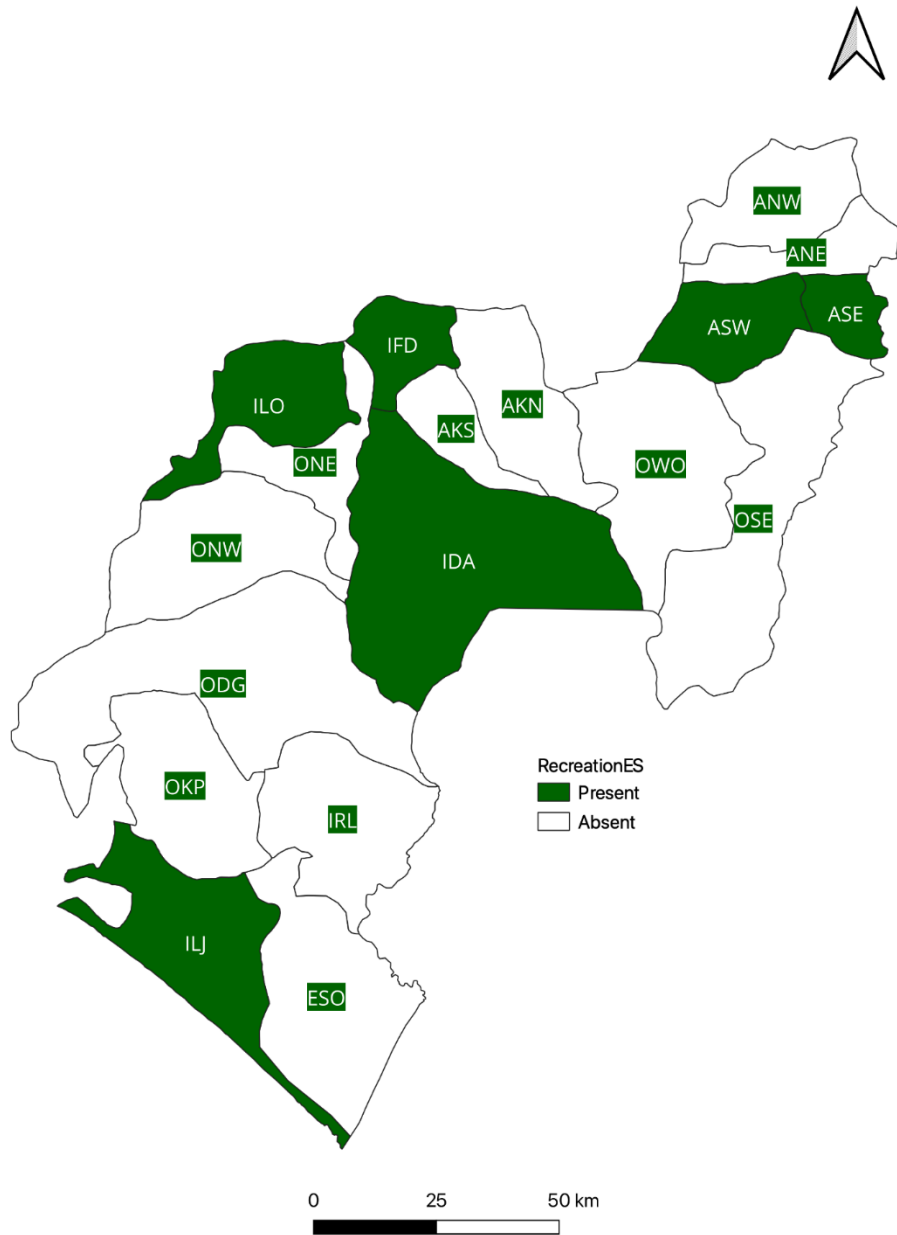 ANW
ANE
ASW
ASE
IFD
ILO
AKN
AKS
ONE
OWO
OSE
ONW
IDA
ODG
RecreationES
Present
Absent
OKP
IRL
ILJ
ESO
0 25 50 km